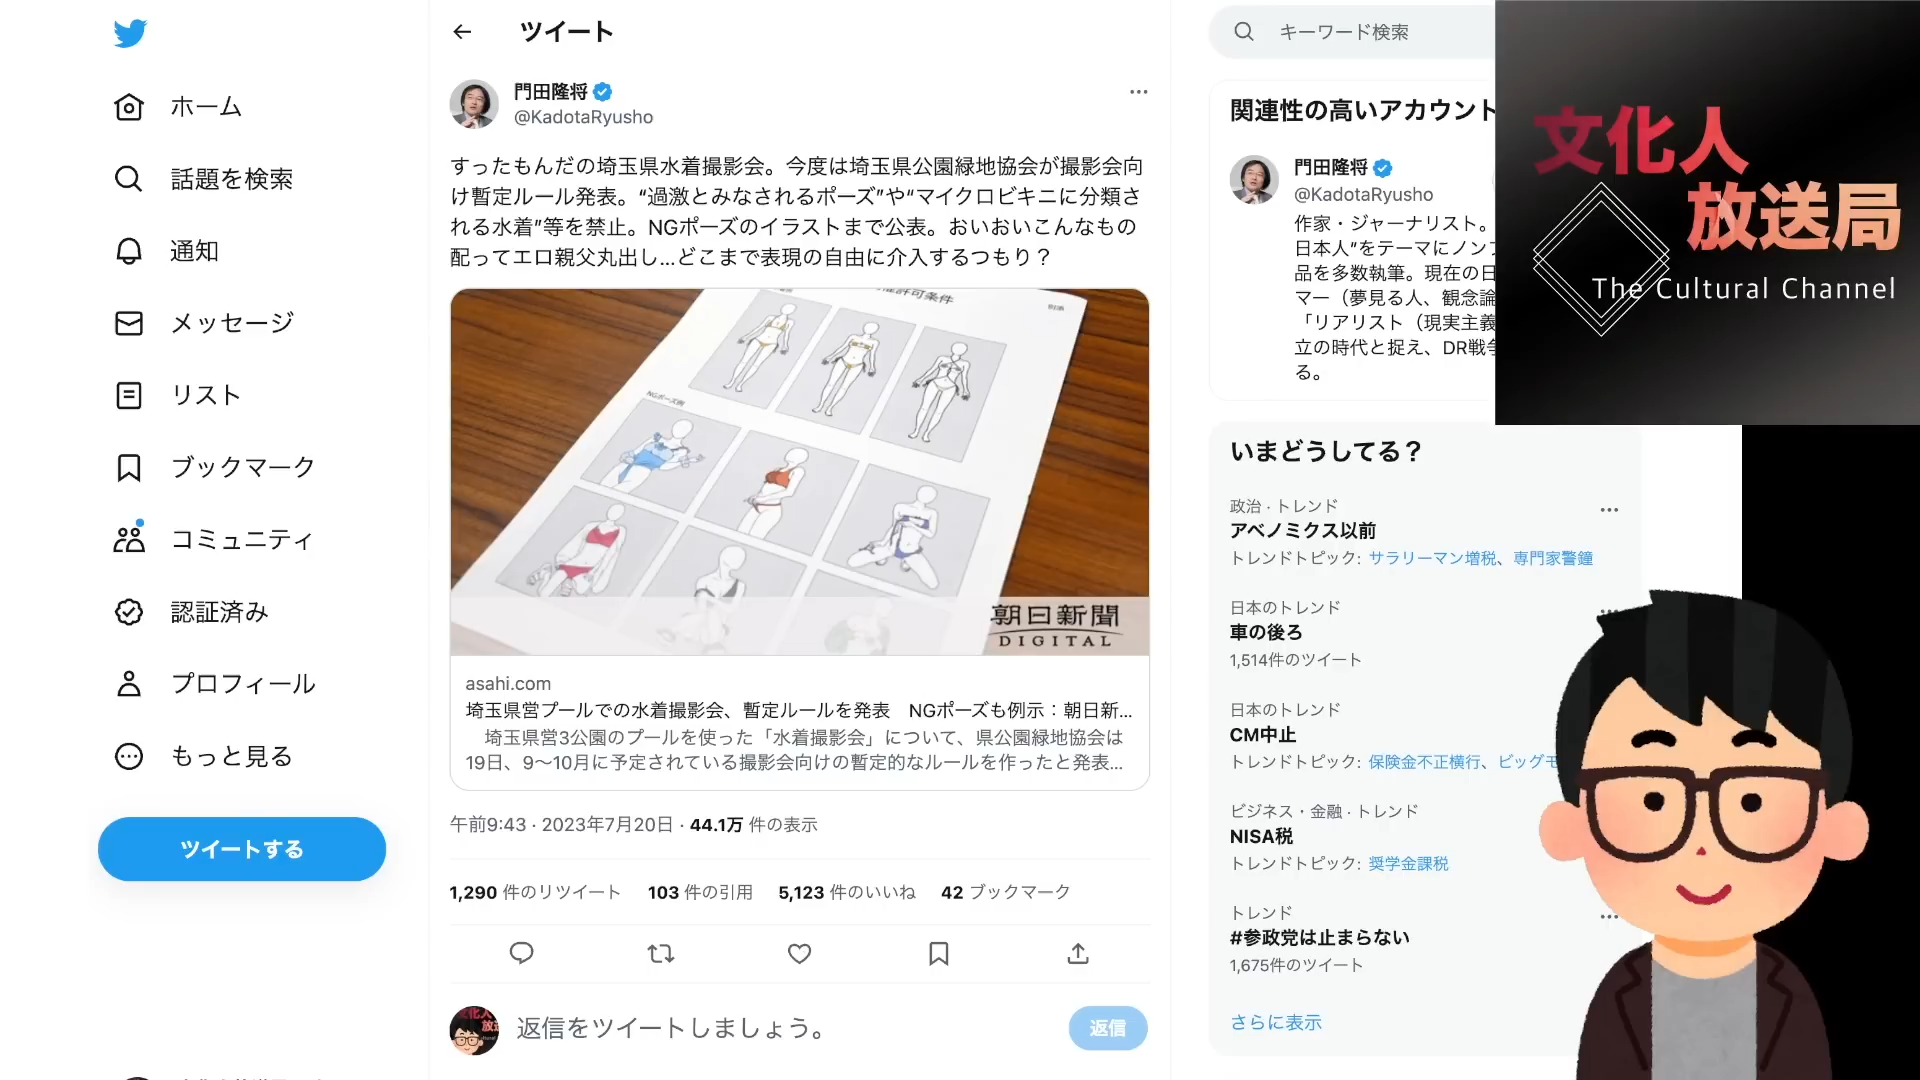 ホーム
話題を検索
通知
メッセージ
リスト
ブックマーク
コミュニティ
認証済み
プロフィール
もっと見る
ツイートする
ツイート
門田隆将
@KadotaRyusho
すったもんだの埼玉県水着撮影会。今度は埼玉県公園緑地協会が撮影会向
け暫定ルール発表。“過激とみなされるポーズ”や“マイクロビキニに分類さ
れる水着”等を禁止。NGポーズのイラストまで公表。おいおいこんなもの
配ってエロ親父丸出し…どこまで表現の自由に介入するつもり？
許可条件
別添
NGポーズ例
朝日新聞
DIGITAL
asahi.com
埼玉県営プールでの水着撮影会、暫定ルールを発表　NGポーズも例示：朝日新...
埼玉県営3公園のプールを使った「水着撮影会」について、県公園緑地協会は
19日、9〜10月に予定されている撮影会向けの暫定的なルールを作ったと発表...
午前9:43 · 2023年7月20日 · 44.1万 件の表示
1,290 件のリツイート 103 件の引用 5,123 件のいいね 42 ブックマーク
返信をツイートしましょう。
返信
キーワード検索
関連性の高いアカウント
門田隆将
@KadotaRyusho
作家・ジャーナリスト。
日本人”をテーマにノンフ
品を多数執筆。現在の日
マー（夢見る人、観念論
「リアリスト（現実主義
立の時代と捉え、DR戦争
る。
いまどうしてる？
政治 · トレンド
アベノミクス以前
トレンドトピック: サラリーマン増税、専門家警鐘
日本のトレンド
車の後ろ
1,514件のツイート
日本のトレンド
CM中止
トレンドトピック: 保険金不正横行、ビッグモ
ビジネス・金融 · トレンド
NISA税
トレンドトピック: 奨学金課税
トレンド
#参政党は止まらない
1,675件のツイート
さらに表示
文化人
放送局
The Cultural Channel